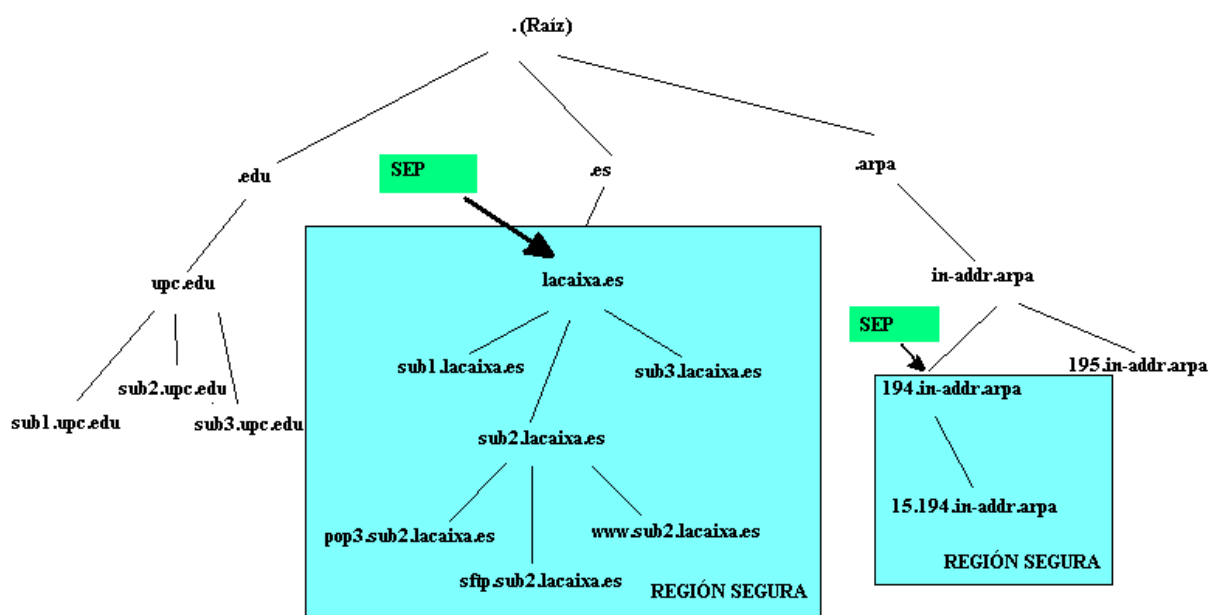 . (Raíz)
.edu
SEP
.es
.arpa
upc.edu
lacaixa.es
in-addr.arpa
SEP
sub1.lacaixa.es
sub3.lacaixa.es
195.in-addr.arpa
sub2.upc.edu
194.in-addr.arpa
sub1.upc.edu
sub3.upc.edu
sub2.lacaixa.es
15.194.in-addr.arpa
pop3.sub2.lacaixa.es
www.sub2.lacaixa.es
REGIÓN SEGURA
sftp.sub2.lacaixa.es
REGIÓN SEGURA